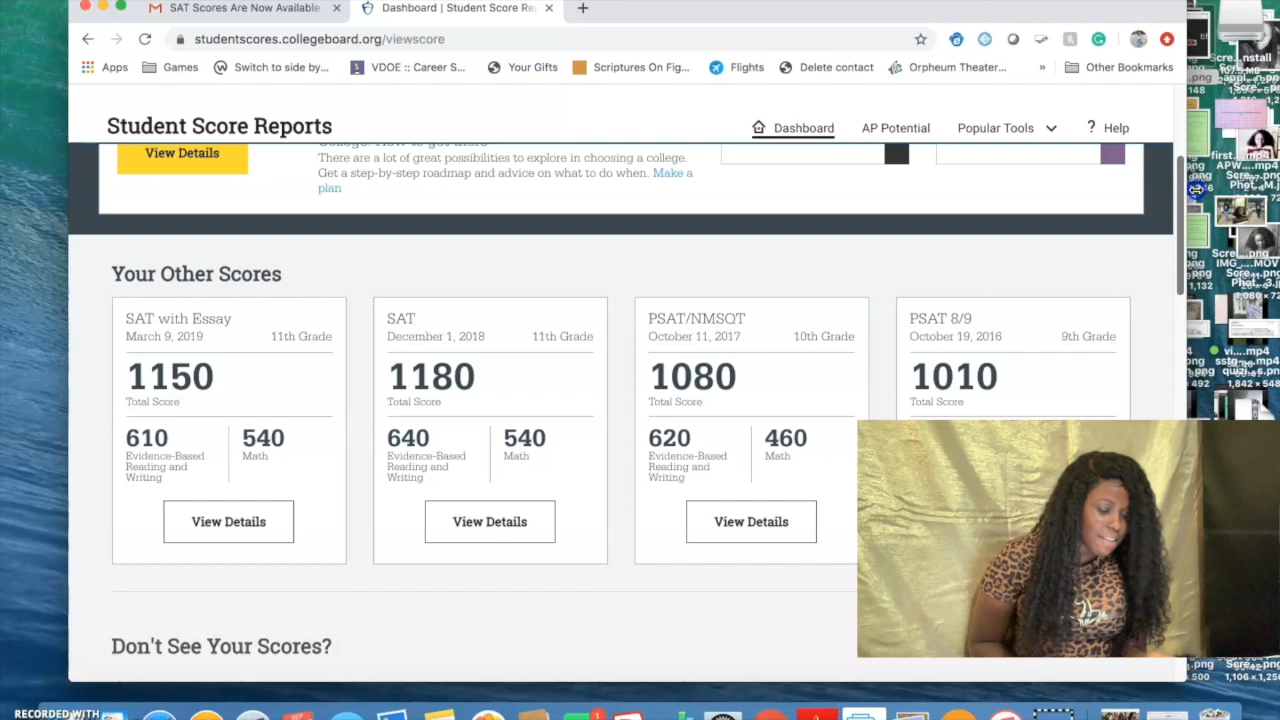 SAT Scores Are Now Available
Dashboard | Student Score Re
studentscores.collegeboard.org/viewscore
Apps Games Switch to side by... VDOE :: Career S... Tour Gifts Scriptures On Fig... Flights Delete contact Orpheum Theater... » Other Bookmarks
Student Score Reports
Dashboard AP Potential Popular Tools ? Help
View Details
There are a lot of great possibilities to explore in choosing a college.
Get a step-by-step roadmap and advice on what to do when. Make a
plan
Your Other Scores
SAT with Essay
March 9, 2019 11th Grade
1150
Total Score
610
Evidence-Based
Reading and
Writing
540
Math
View Details
SAT
December 1, 2018 11th Grade
1180
Total Score
640
Evidence-Based
Reading and
Writing
540
Math
View Details
PSAT/NMSQT
October 11, 2017 10th Grade
1080
Total Score
620
Evidence-Based
Reading and
Writing
460
Math
View Details
PSAT 8/9
October 19, 2016 9th Grade
1010
Total Score
Don't See Your Scores?
RECORDED WITH